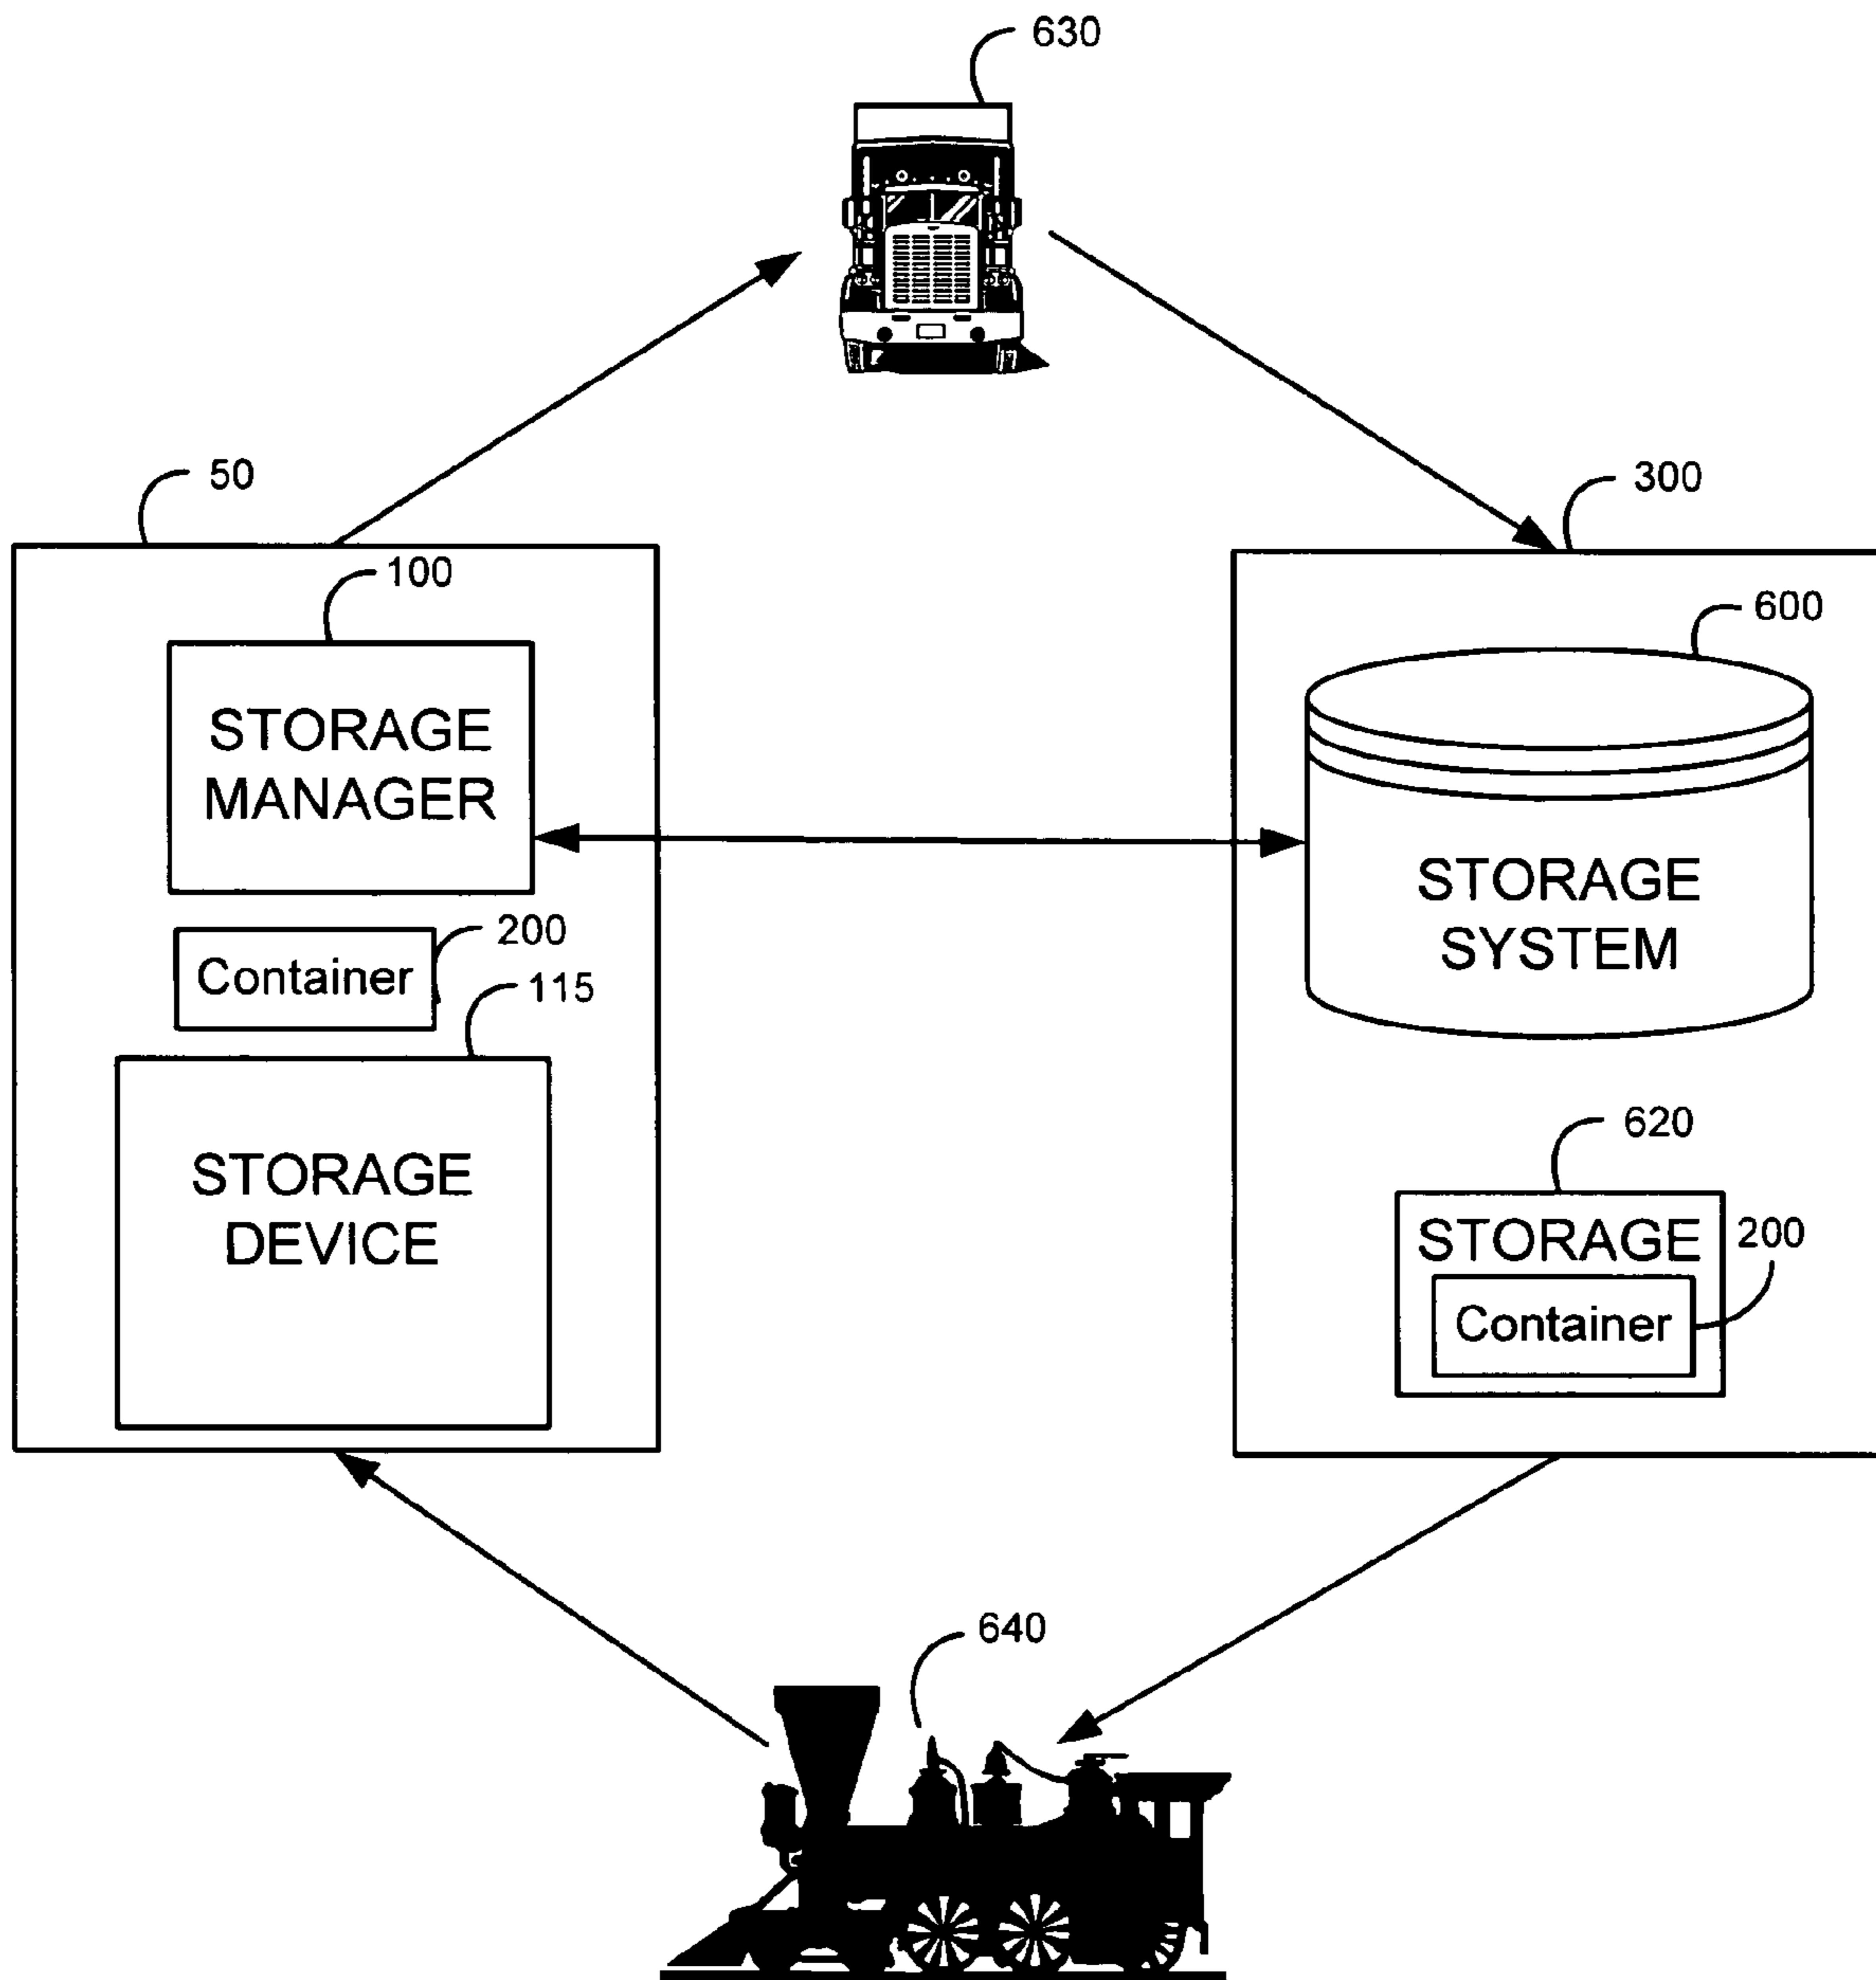 630
50
300
100
600
STORAGE
MANAGER
STORAGE
SYSTEM
200
Container
115
STORAGE
DEVICE
620
STORAGE
200
Container
640